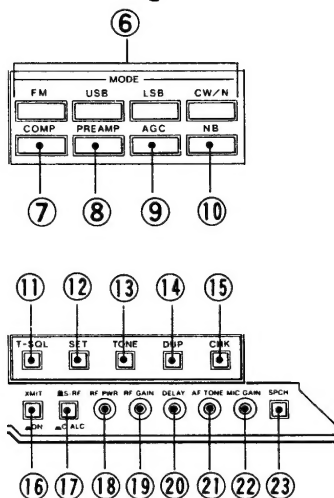 ⑥
MODE
FM USB LSB CW/N
COMP PREAMP AGC NB
⑦ ⑧ ⑨ ⑩
⑪ ⑫ ⑬ ⑭ ⑮
T-SQL SET TONE DUP CHK
XMIT S·RF RF PWR RF GAIN DELAY AF TONE MIC GAIN SPCH
ON C·ALC
⑯ ⑰ ⑱ ⑲ ⑳ ㉑ ㉒ ㉓